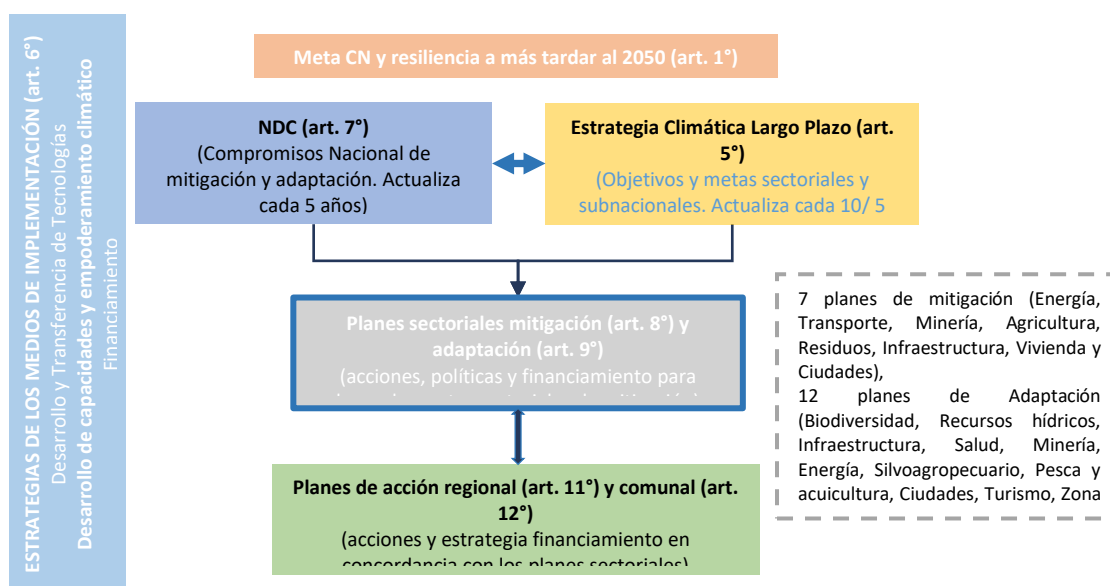 ESTRATEGIAS DE LOS MEDIOS DE IMPLEMENTACIÓN (art. 6°)
Desarrollo y Transferencia de Tecnologías
Desarrollo de capacidades y empoderamiento climático
Financiamiento
Meta CN y resiliencia a más tardar al 2050 (art. 1°)
NDC (art. 7°)
(Compromisos Nacional de
mitigación y adaptación. Actualiza
cada 5 años)
Estrategia Climática Largo Plazo (art.
5°)
(Objetivos y metas sectoriales y
subnacionales. Actualiza cada 10/ 5
Planes sectoriales mitigación (art. 8°) y
adaptación (art. 9°)
(acciones, políticas y financiamiento para
7 planes de mitigación (Energía,
Transporte, Minería, Agricultura,
Residuos, Infraestructura, Vivienda y
Ciudades),
12 planes de Adaptación
(Biodiversidad, Recursos hídricos,
Infraestructura, Salud, Minería,
Energía, Silvoagropecuario, Pesca y
acuicultura, Ciudades, Turismo, Zona
Planes de acción regional (art. 11°) y comunal (art.
12°)
(acciones y estrategia financiamiento en
concordancia con los planes sectoriales)